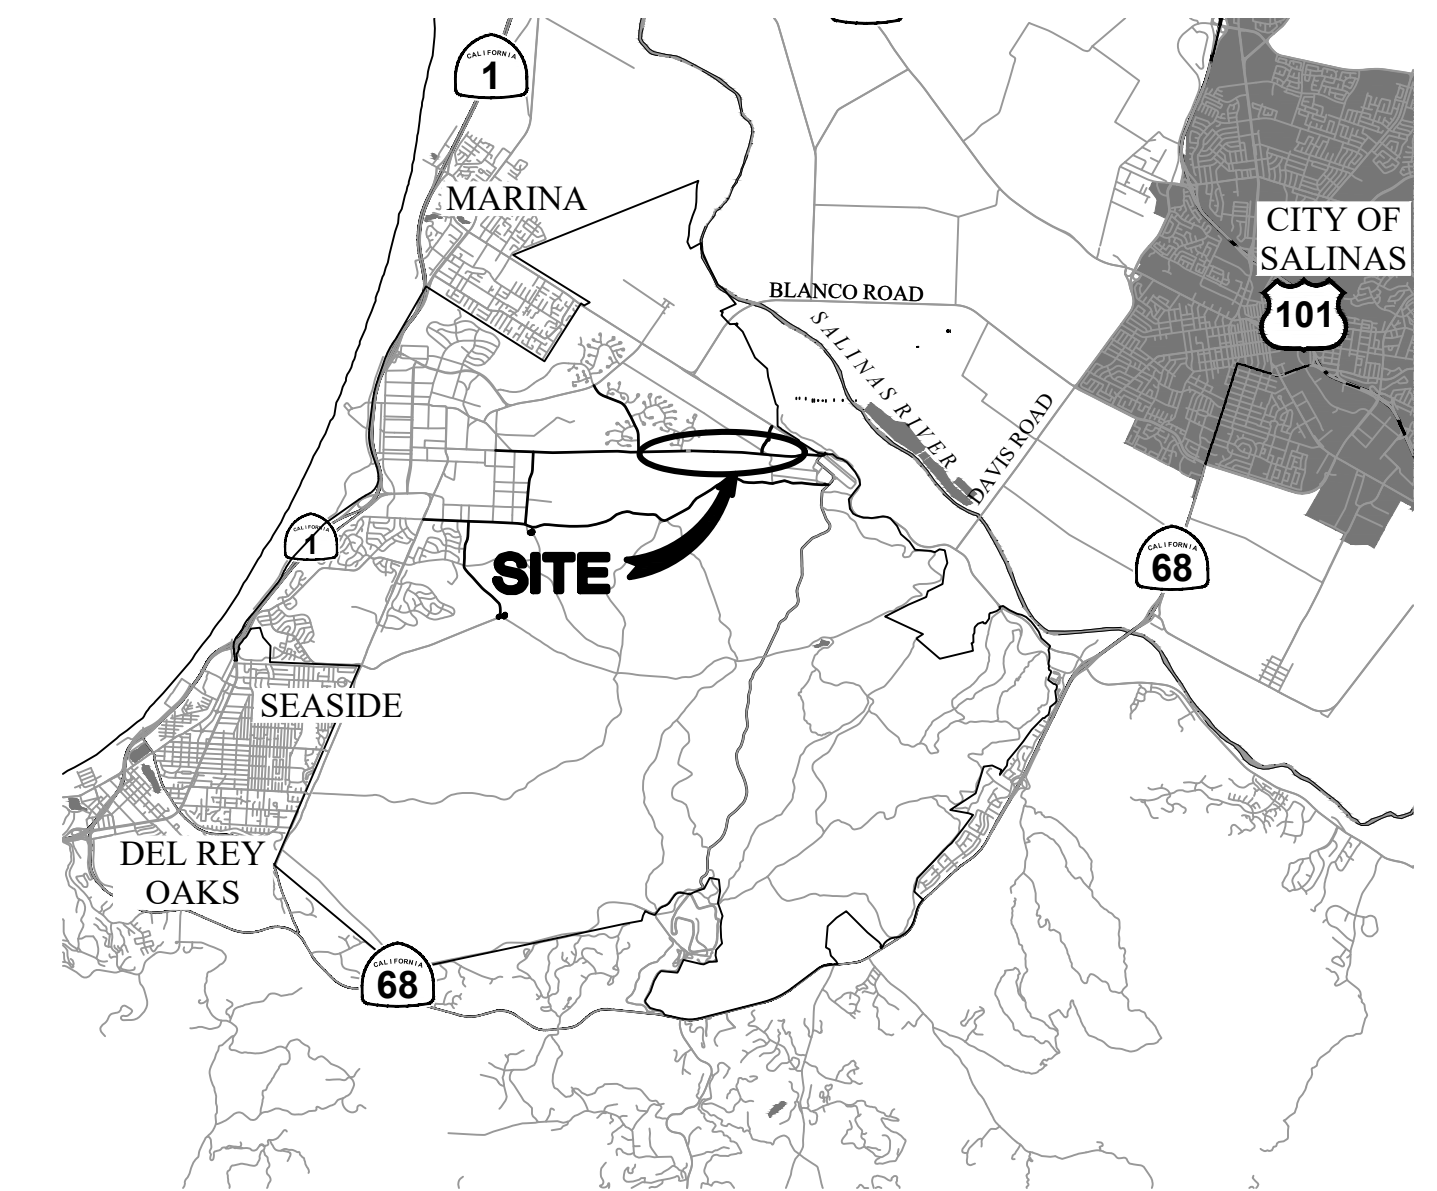 CALIFORNIA
1
MARINA
CITY OF
SALINAS
BLANCO ROAD
101
SALINAS RIVER
DAVIS ROAD
CALIFORNIA
1
SITE
CALIFORNIA
68
SEASIDE
DEL REY
OAKS
CALIFORNIA
68